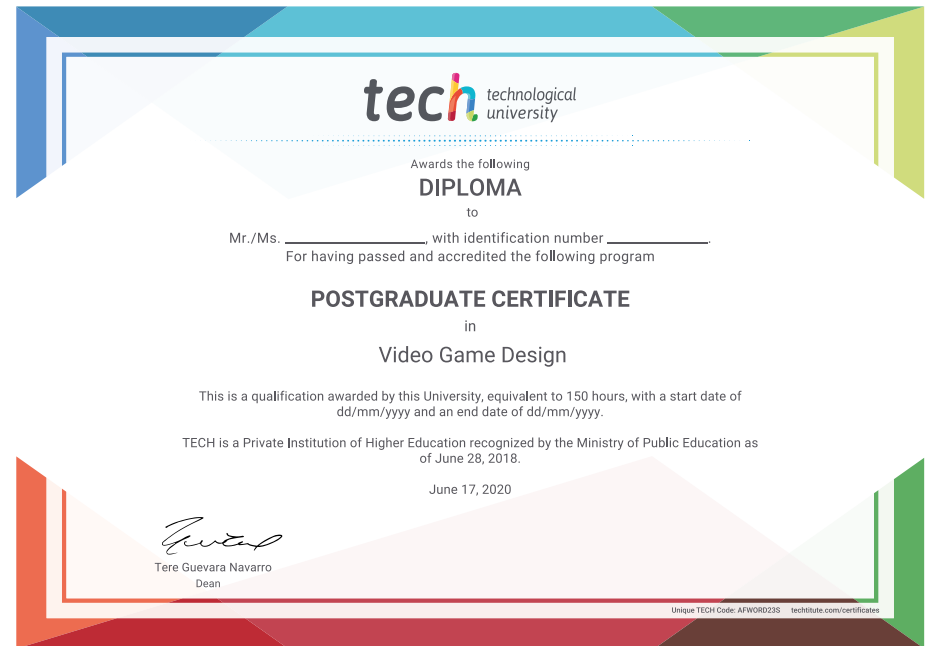 tech technological
university
Awards the following
DIPLOMA
to
Mr./Ms. ____________, with identification number ____________.
For having passed and accredited the following program
POSTGRADUATE CERTIFICATE
in
Video Game Design
This is a qualification awarded by this University, equivalent to 150 hours, with a start date of
dd/mm/yyyy and an end date of dd/mm/yyyy.
TECH is a Private Institution of Higher Education recognized by the Ministry of Public Education as
of June 28, 2018.
June 17, 2020
Tere Guevara Navarro
Dean
Unique TECH Code: AFWORD23S techtitute.com/certificates